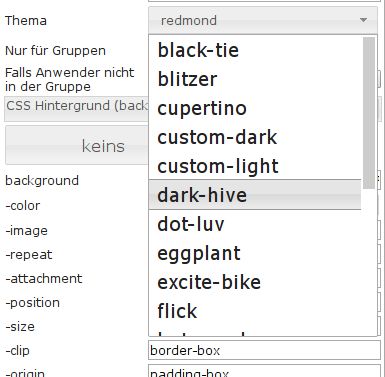 Thema redmond
Nur für Gruppen
Falls Anwender nicht
in der Gruppe
CSS Hintergrund (back
keins
background
-color
-image
-repeat
-attachment
-position
-size
-clip border-box
-origin padding-box
black-tie
blitzer
cupertino
custom-dark
custom-light
dark-hive
dot-luv
eggplant
excite-bike
flick